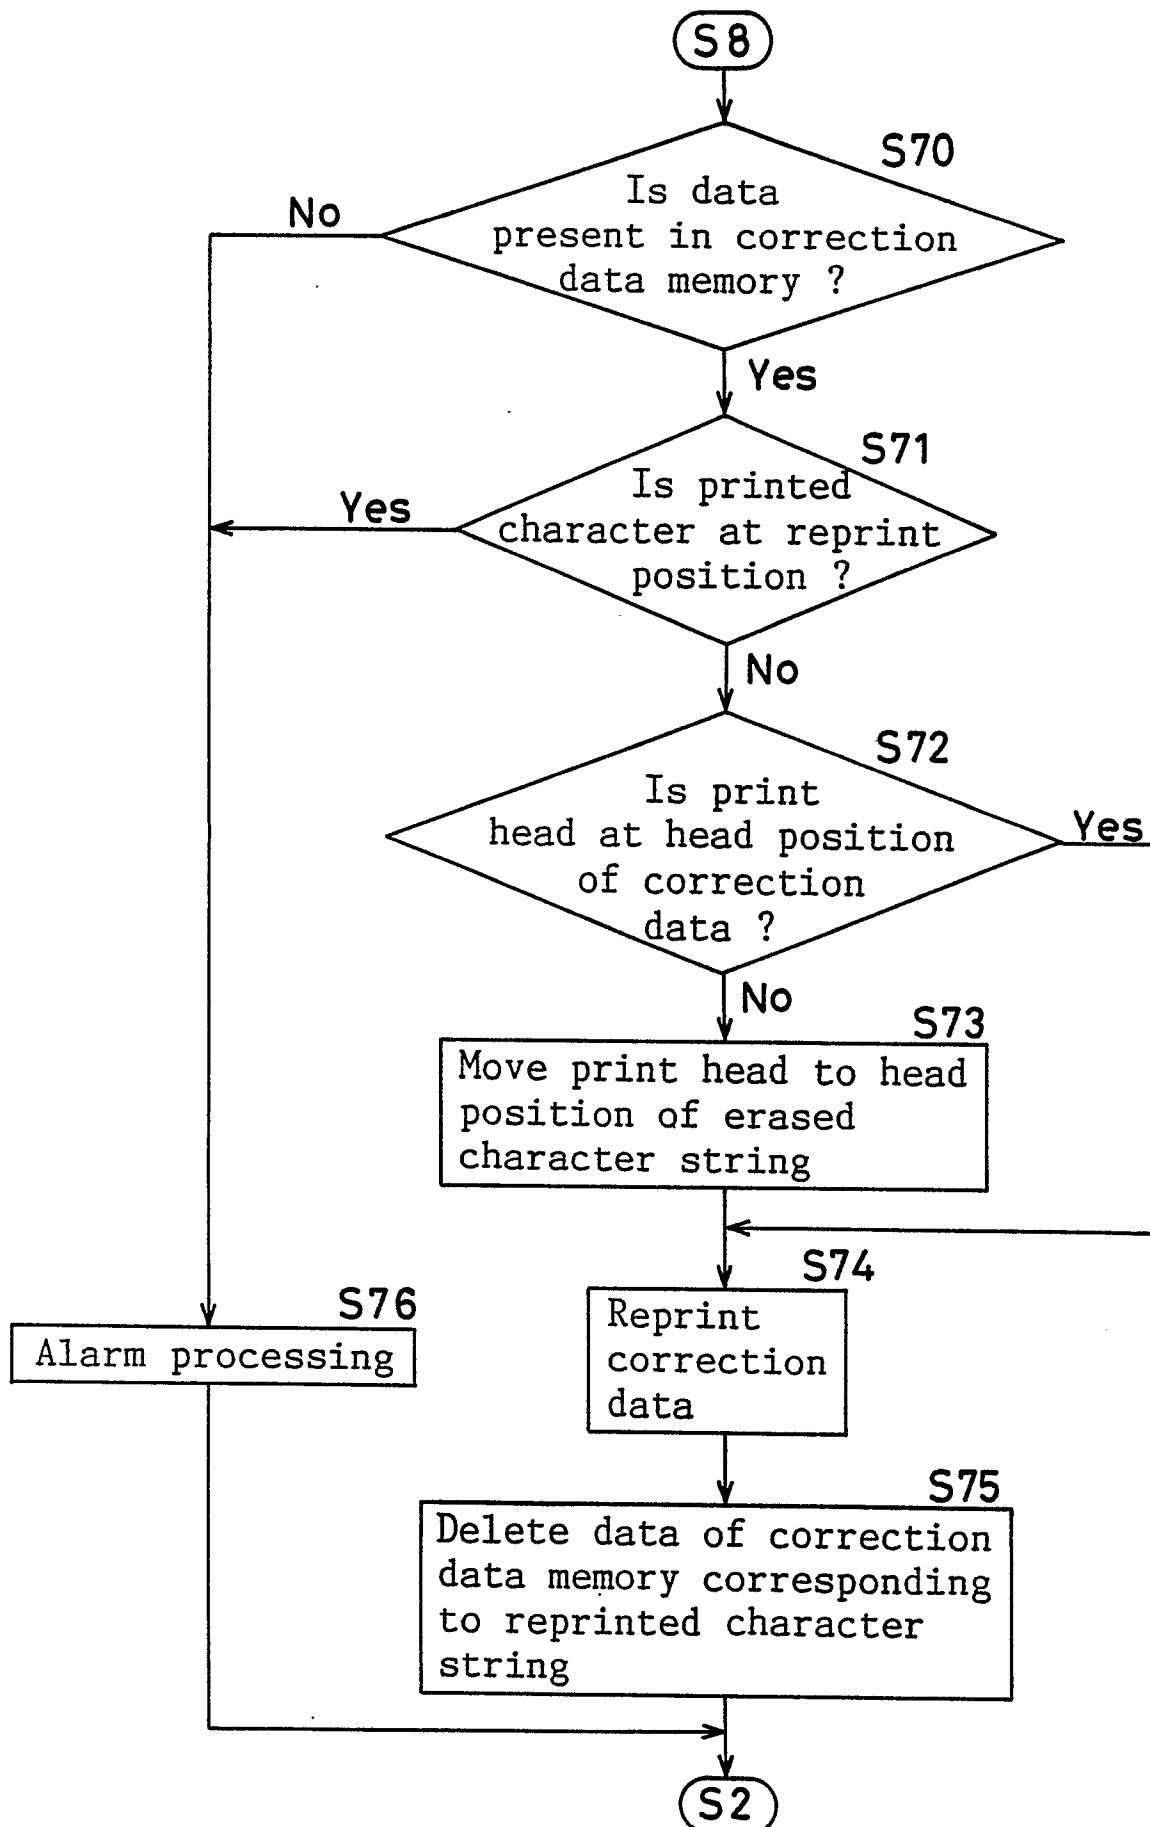 S8
S70
Is data
present in correction
data memory ?
No
Yes
S71
Is printed
character at reprint
position ?
Yes
No
S72
Is print
head at head position
of correction
data ?
Yes
No
S73
Move print head to head
position of erased
character string
S74
Reprint
correction
data
S76
Alarm processing
S75
Delete data of correction
data memory corresponding
to reprinted character
string
S2